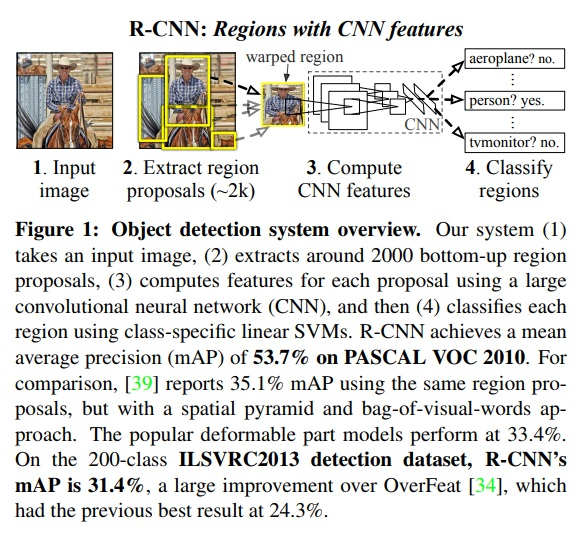 R-CNN: Regions with CNN features
warped region
aeroplane? no.
⋮
person? yes.
⋮
tvmonitor? no.
CNN
1. Input image
2. Extract region proposals (~2k)
3. Compute CNN features
4. Classify regions
Figure 1: Object detection system overview. Our system (1)
takes an input image, (2) extracts around 2000 bottom-up region
proposals, (3) computes features for each proposal using a large
convolutional neural network (CNN), and then (4) classifies each
region using class-specific linear SVMs. R-CNN achieves a mean
average precision (mAP) of 53.7% on PASCAL VOC 2010. For
comparison, [39] reports 35.1% mAP using the same region pro-
posals, but with a spatial pyramid and bag-of-visual-words ap-
proach. The popular deformable part models perform at 33.4%.
On the 200-class ILSVRC2013 detection dataset, R-CNN’s
mAP is 31.4%, a large improvement over OverFeat [34], which
had the previous best result at 24.3%.